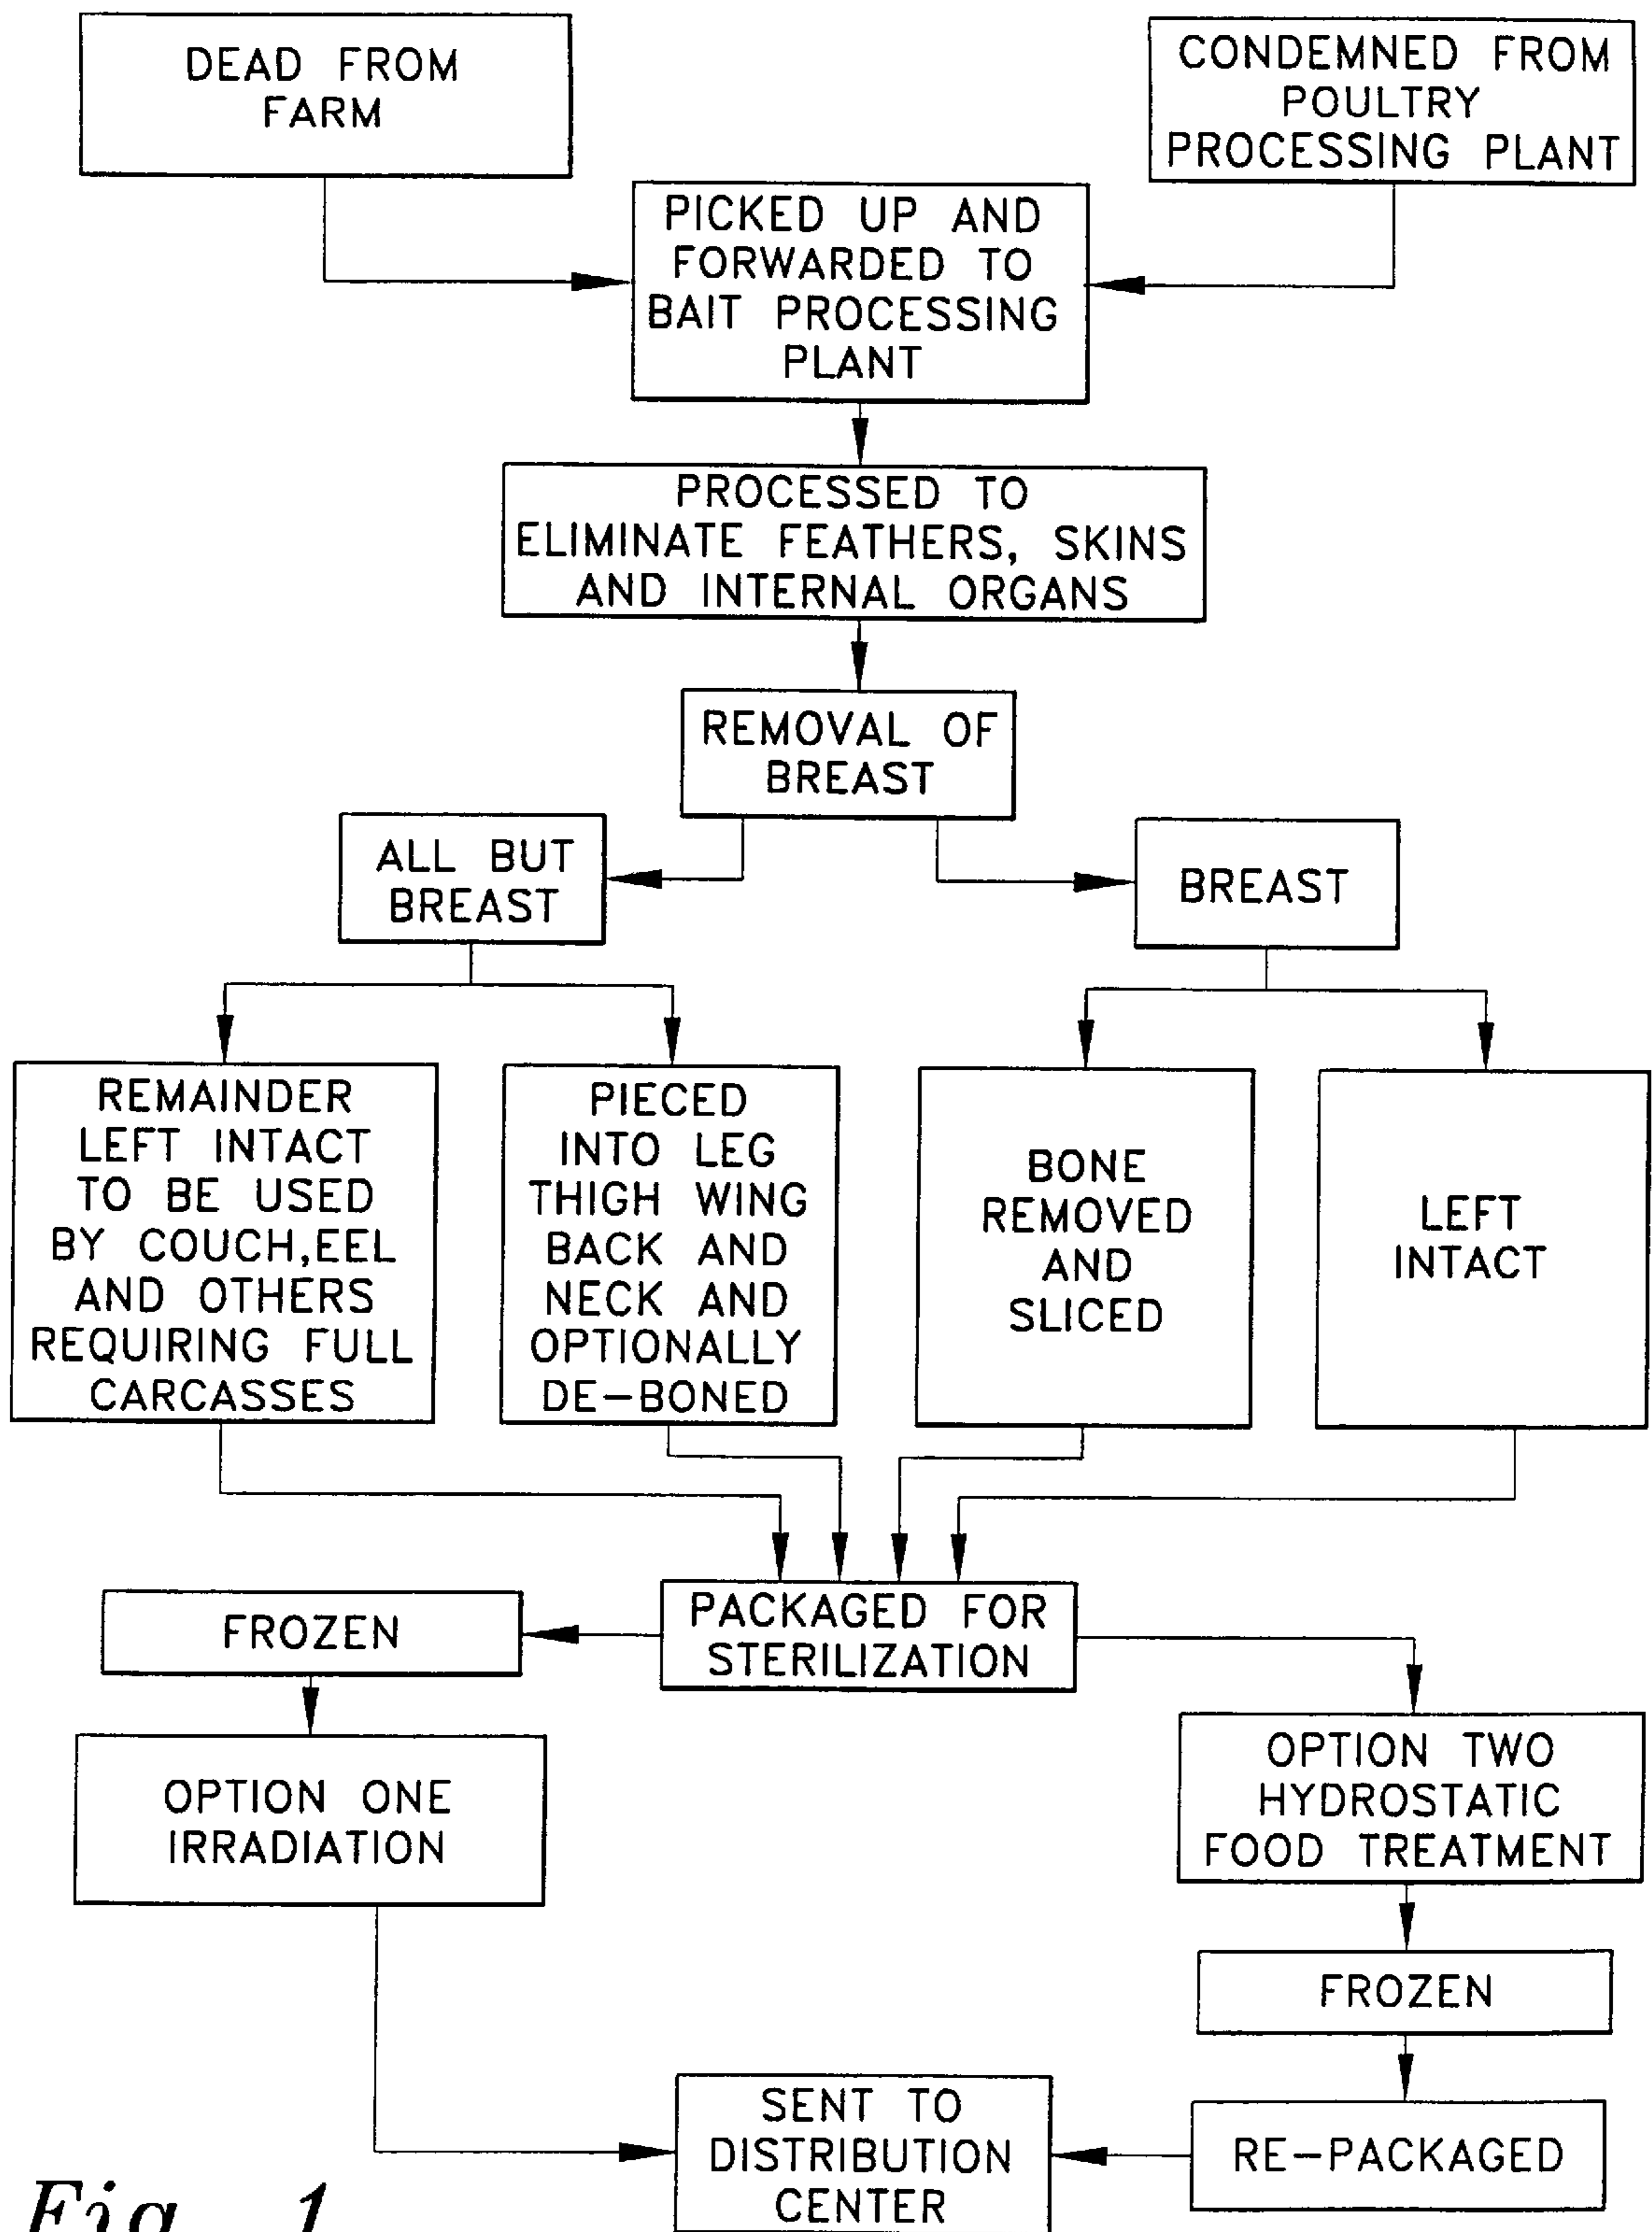 DEAD FROM
FARM
CONDEMNED FROM
POULTRY
PROCESSING PLANT
PICKED UP AND
FORWARDED TO
BAIT PROCESSING
PLANT
PROCESSED TO
ELIMINATE FEATHERS, SKINS
AND INTERNAL ORGANS
REMOVAL OF
BREAST
ALL BUT
BREAST
BREAST
REMAINDER
LEFT INTACT
TO BE USED
BY COUCH,EEL
AND OTHERS
REQUIRING FULL
CARCASSES
PIECED
INTO LEG
THIGH WING
BACK AND
NECK AND
OPTIONALLY
DE-BONED
BONE
REMOVED
AND
SLICED
LEFT
INTACT
PACKAGED FOR
STERILIZATION
FROZEN
OPTION ONE
IRRADIATION
OPTION TWO
HYDROSTATIC
FOOD TREATMENT
FROZEN
RE-PACKAGED
SENT TO
DISTRIBUTION
CENTER
Fig. 1